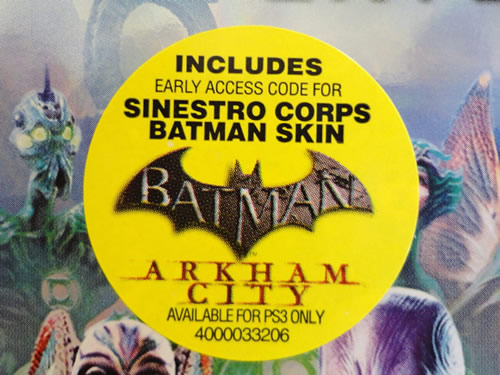 INCLUDES
EARLY ACCESS CODE FOR
SINESTRO CORPS
BATMAN SKIN
BATMAN
ARKHAM
CITY
AVAILABLE FOR PS3 ONLY
4000033206